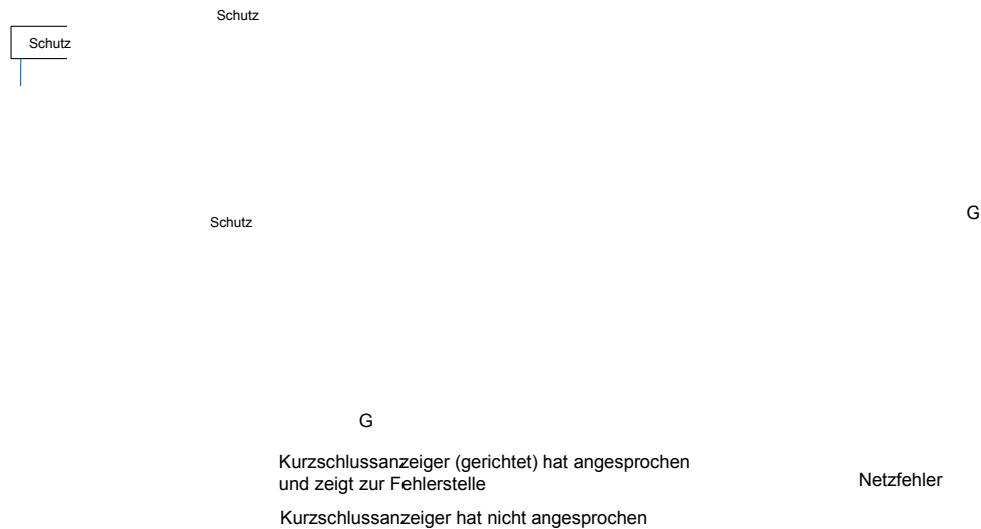 Schutz
Schutz
Schutz
G
G
Kurzschlussanzeiger (gerichtet) hat angesprochen
und zeigt zur Fehlerstelle
Netzfehler
Kurzschlussanzeiger hat nicht angesprochen